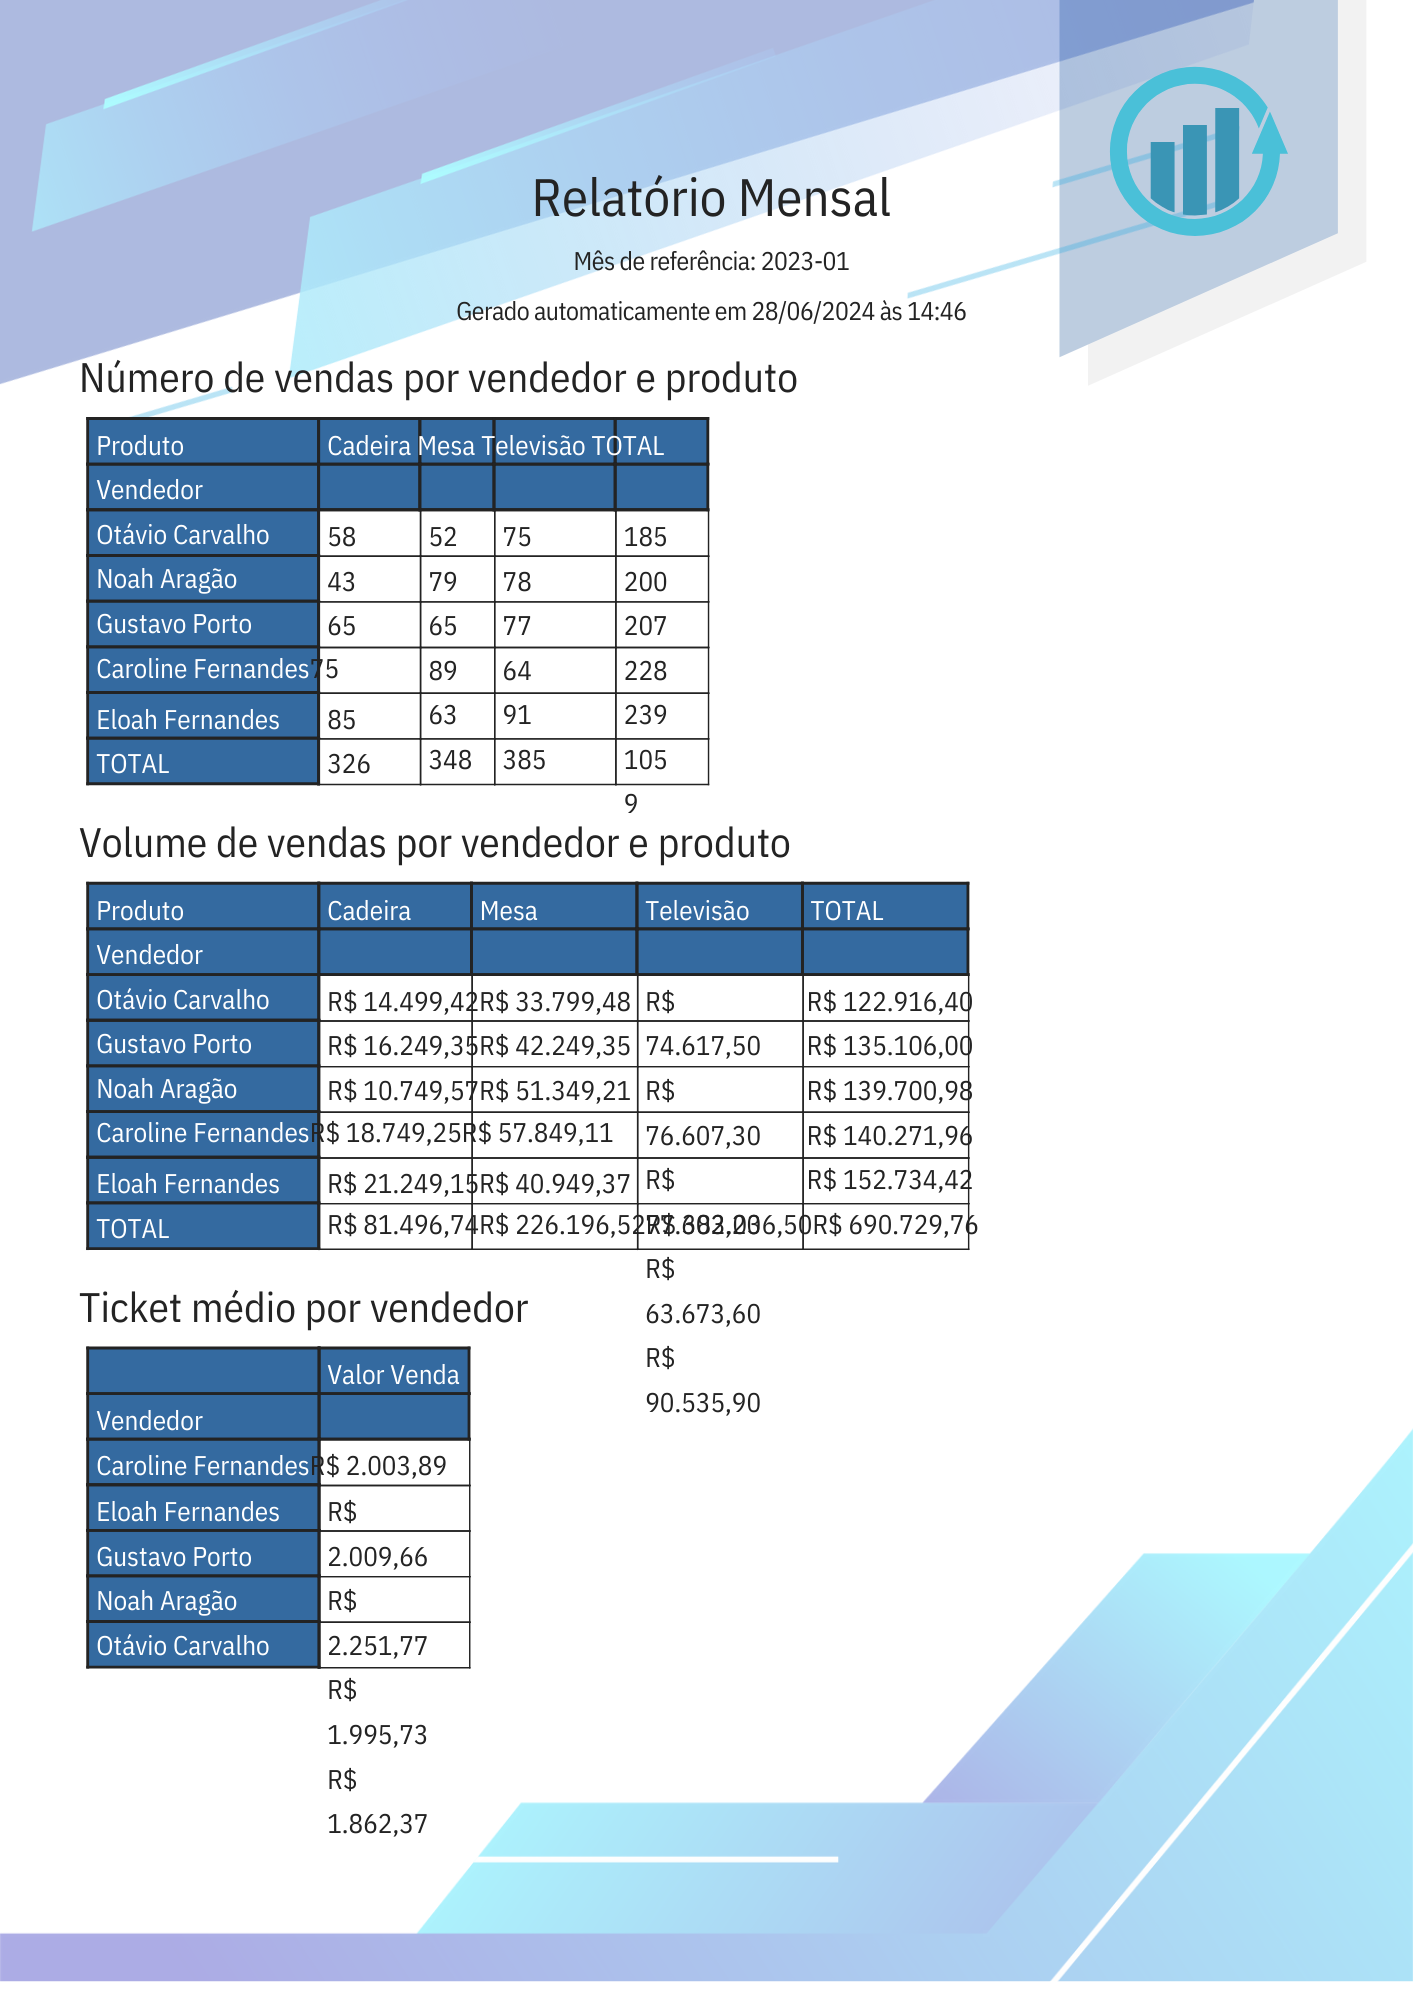 Relatório Mensal
Mês de referência: 2023-01
Gerado automaticamente em 28/06/2024 às 14:46
Número de vendas por vendedor e produto
Produto Cadeira Mesa Televisão TOTAL
Vendedor
Otávio Carvalho 58 52 75 185
Noah Aragão 43 79 78 200
Gustavo Porto 65 65 77 207
Caroline Fernandes 75 89 64 228
Eloah Fernandes 85 63 91 239
TOTAL 326 348 385 105
9
Volume de vendas por vendedor e produto
Produto Cadeira Mesa Televisão TOTAL
Vendedor
Otávio Carvalho R$ 14.499,42 R$ 33.799,48 R$ R$ 122.916,40
Gustavo Porto R$ 16.249,35 R$ 42.249,35 74.617,50 R$ 135.106,00
Noah Aragão R$ 10.749,57 R$ 51.349,21 R$ R$ 139.700,98
Caroline Fernandes R$ 18.749,25 R$ 57.849,11 76.607,30 R$ 140.271,96
Eloah Fernandes R$ 21.249,15 R$ 40.949,37 R$ R$ 152.734,42
TOTAL R$ 81.496,74 R$ 226.196,52 R$ 690.729,76
R$
63.673,60
R$
90.535,90
Ticket médio por vendedor
Valor Venda
Vendedor
Caroline Fernandes R$ 2.003,89
Eloah Fernandes R$
Gustavo Porto 2.009,66
Noah Aragão R$
Otávio Carvalho 2.251,77
R$
1.995,73
R$
1.862,37